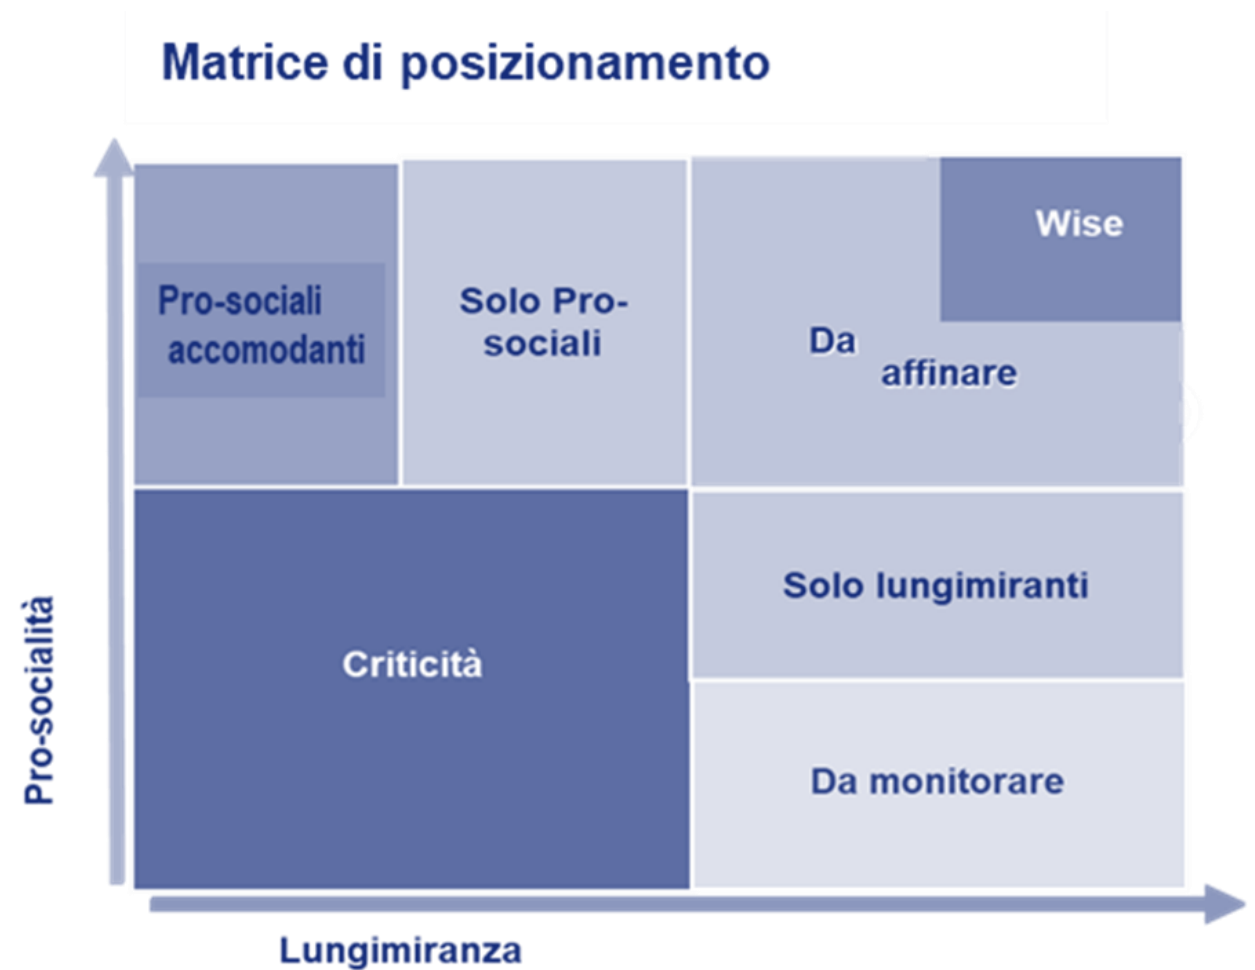 Matrice di posizionamento
Pro-sociali
accomodanti
Solo Pro-
sociali
Wise
Da
affinare
Criticità
Solo lungimiranti
Da monitorare
Pro-socialità
Lungimiranza